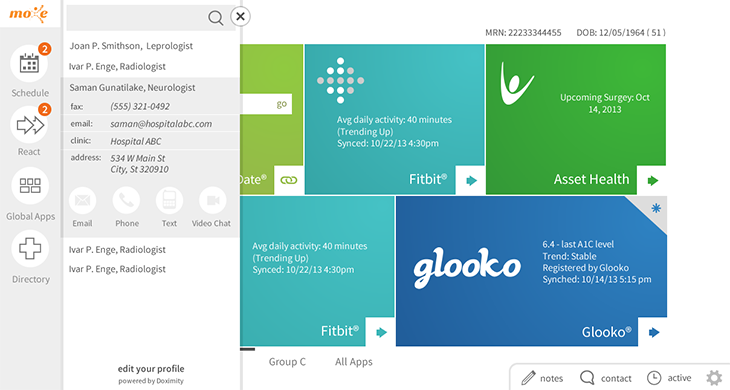 moxe
MRN: 22233344455 DOB: 12/05/1964 ( 51 )
2
Schedule
2
React
Global Apps
Directory
Joan P. Smithson, Leprologist
Ivar P. Enge, Radiologist
Saman Gunatilake, Neurologist
fax: (555) 321-0492
email: saman@hospitalabc.com
clinic: Hospital ABC
address: 534 W Main St
City, St 320910
Email Phone Text Video Chat
Ivar P. Enge, Radiologist
Ivar P. Enge, Radiologist
edit your profile
powered by Doximity
go
Date®
Avg daily activity: 40 minutes
(Trending Up)
Synced: 10/22/13 4:30pm
Fitbit®
Upcoming Surgey: Oct
14, 2013
Asset Health
Avg daily activity: 40 minutes
(Trending Up)
Synced: 10/22/13 4:30pm
Fitbit®
glooko
6.4 - last A1C level
Trend: Stable
Registered by Glooko
Synched: 10/14/13 5:15 pm
Glooko®
Group C All Apps
notes contact active